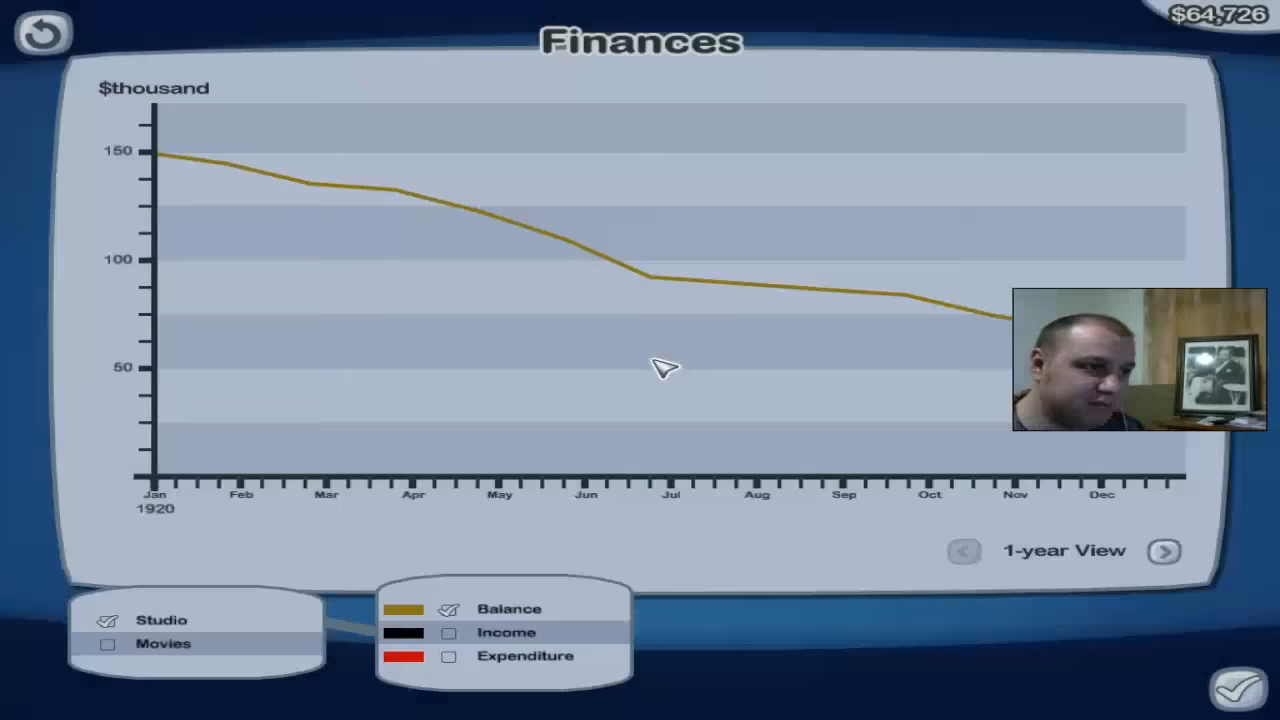 $64,726
Finances
$thousand
150
100
50
Jan Feb Mar Apr May Jun Jul Aug Sep Oct Nov Dec
1920
1-year View
Studio
Movies
Balance
Income
Expenditure